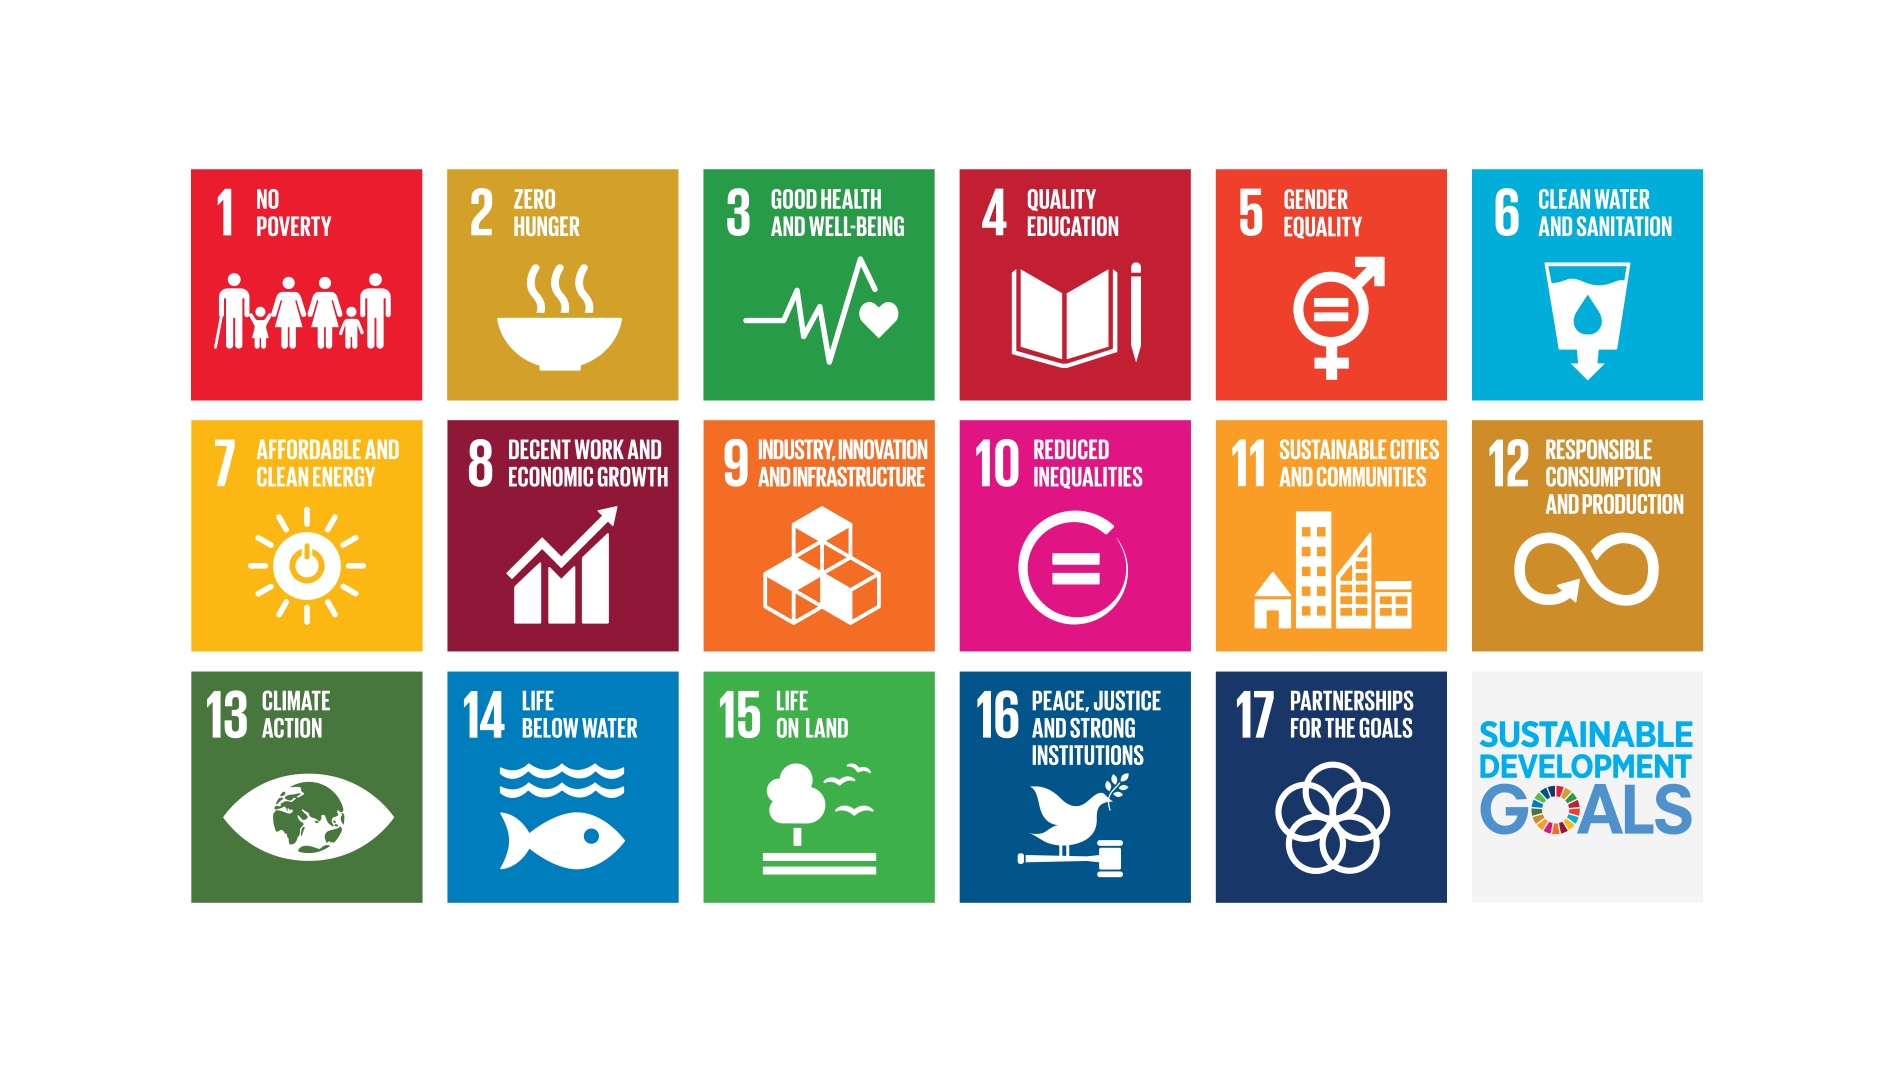 1 NO
POVERTY
2 ZERO
HUNGER
3 GOOD HEALTH
AND WELL-BEING
4 QUALITY
EDUCATION
5 GENDER
EQUALITY
6 CLEAN WATER
AND SANITATION
7 AFFORDABLE AND
CLEAN ENERGY
8 DECENT WORK AND
ECONOMIC GROWTH
9 INDUSTRY, INNOVATION
AND INFRASTRUCTURE
10 REDUCED
INEQUALITIES
11 SUSTAINABLE CITIES
AND COMMUNITIES
12 RESPONSIBLE
CONSUMPTION
AND PRODUCTION
13 CLIMATE
ACTION
14 LIFE
BELOW WATER
15 LIFE
ON LAND
16 PEACE, JUSTICE
AND STRONG
INSTITUTIONS
17 PARTNERSHIPS
FOR THE GOALS
SUSTAINABLE
DEVELOPMENT
GOALS